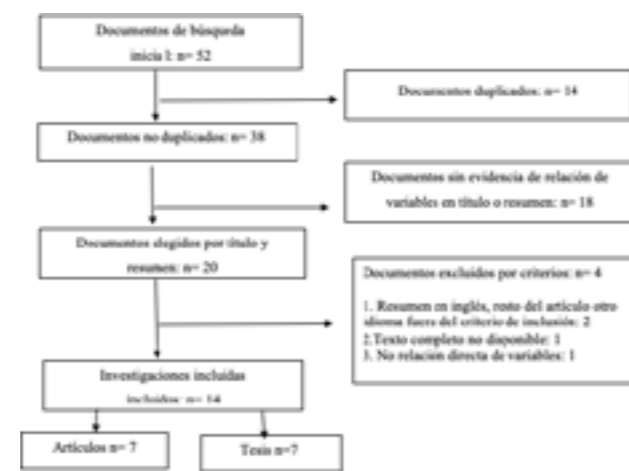 Documentos de búsqueda
inicial: n= 52
Documentos duplicados: n= 14
Documentos no duplicados: n= 38
Documentos sin evidencia de relación de
variables en título o resumen: n= 18
Documentos elegidos por título y
resumen: n= 20
Documentos excluidos por criterios: n= 4
1. Resumen en inglés, resto del artículo otro
idioma fuera del criterio de inclusión: 2
2.Texto completo no disponible: 1
3. No relación directa de variables: 1
Investigaciones incluidas
incluidos: n= 14
Artículos n= 7
Tesis n=7